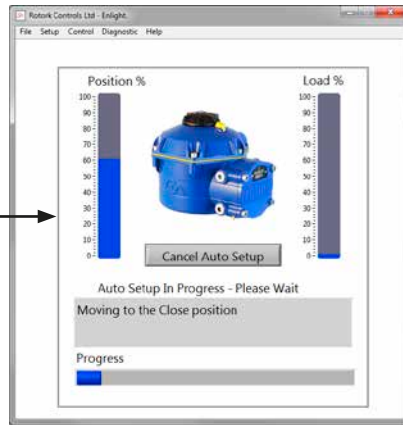 Rotork Controls Ltd - Enlight.
File Setup Control Diagnostic Help
Position % Load %
100 100
90 90
80 80
70 70
60 60
50 50
40 40
30 30
20 20
10 10
0 0
Cancel Auto Setup
Auto Setup In Progress - Please Wait
Moving to the Close position
Progress